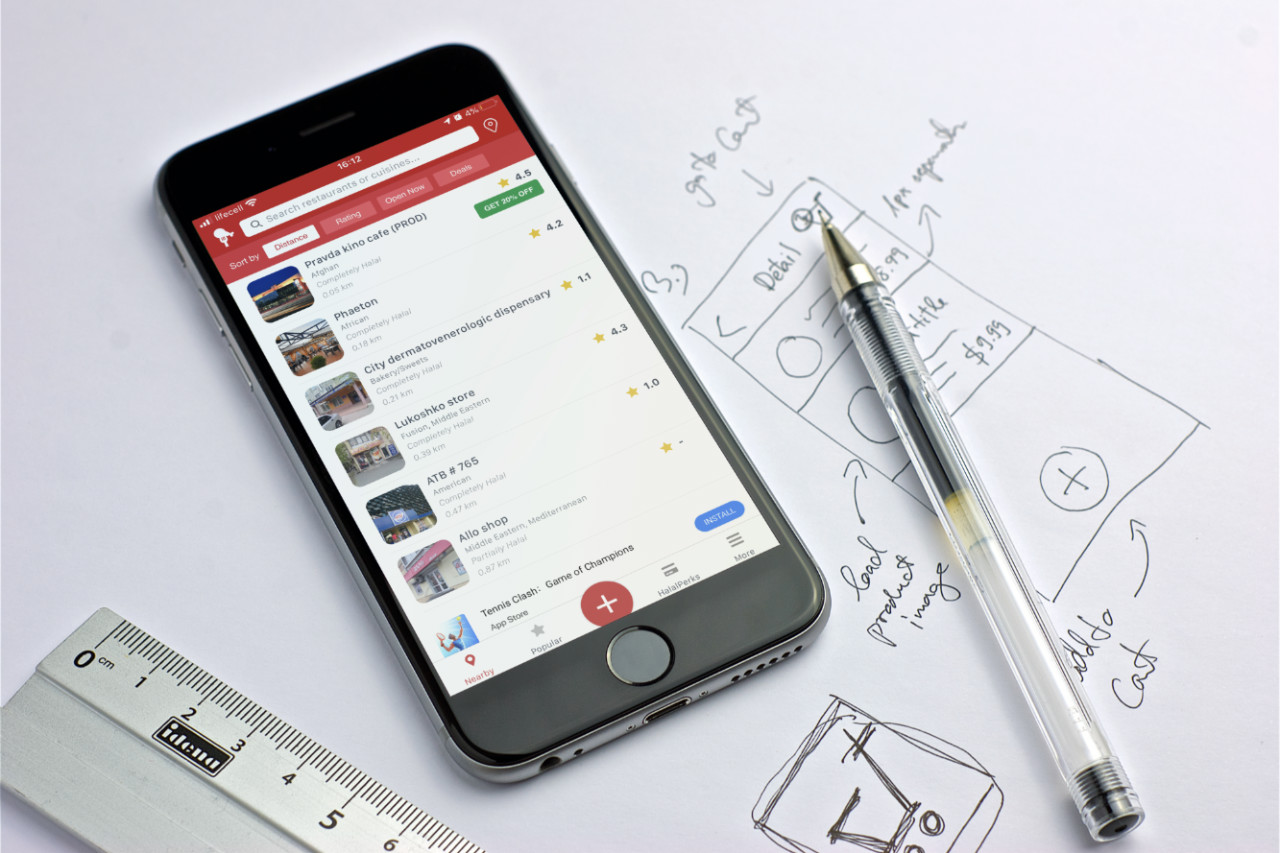 lifecell
16:12
4%
Search restaurants or cuisines...
Sort by
Distance
Rating
Open Now
Deals
Pravda kino cafe (PROD)
4.5
Afghan
GET 20% OFF
Completely Halal
0.05 km
Phaeton
4.2
African
Completely Halal
0.18 km
City dermatovenerologic dispensary
1.1
Bakery/Sweets
Completely Halal
0.21 km
Lukoshko store
4.3
Fusion, Middle Eastern
Completely Halal
0.39 km
ATB # 765
1.0
American
Completely Halal
0.47 km
Allo shop
-
Middle Eastern, Mediterranean
Partially Halal
0.87 km
Tennis Clash: Game of Champions
App Store
INSTALL
Nearby
Popular
+
HalalPerks
More
goto Cart
3.)
Detail
8.99
title
$9.99
+
load
product
image
add to
Cart
0 cm
1
2
3
4
5
6
idena